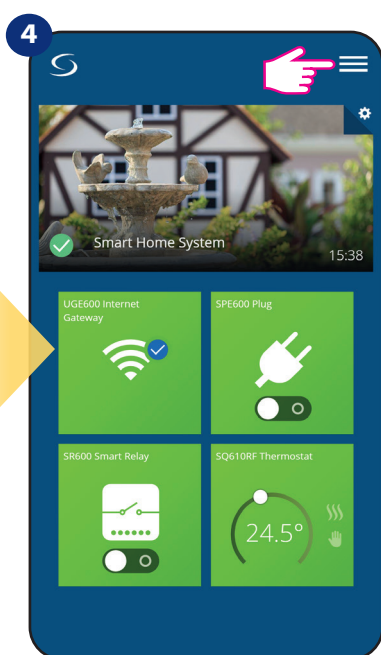 4
Smart Home System
15:38
UGE600 Internet
Gateway
SPE600 Plug
SR600 Smart Relay
SQ610RF Thermostat
24.5°